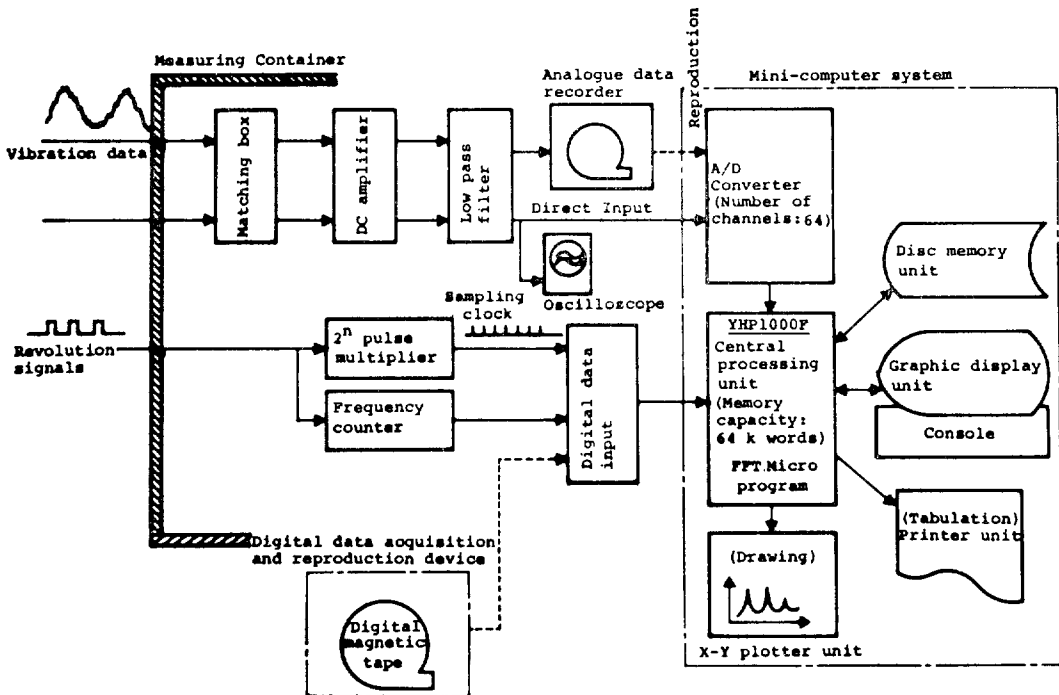 Measuring Container
Reproduction
Analogue data
recorder
Mini-computer system
Vibration data
Matching box
DC amplifier
Low pass
filter
A/D
Converter
(Number of
channels:64)
Direct Input
Oscilloscope
Disc memory
unit
Revolution
signals
2n pulse
multiplier
Sampling
clock
Frequency
counter
Digital data
input
YHP1000F
Central
processing
unit
(Memory
capacity:
64 k words)
FFT.Micro
program
Graphic display
unit
Console
(Tabulation)
Printer unit
Digital data acquisition
and reproduction device
Digital
magnetic
tape
(Drawing)
X-Y plotter unit